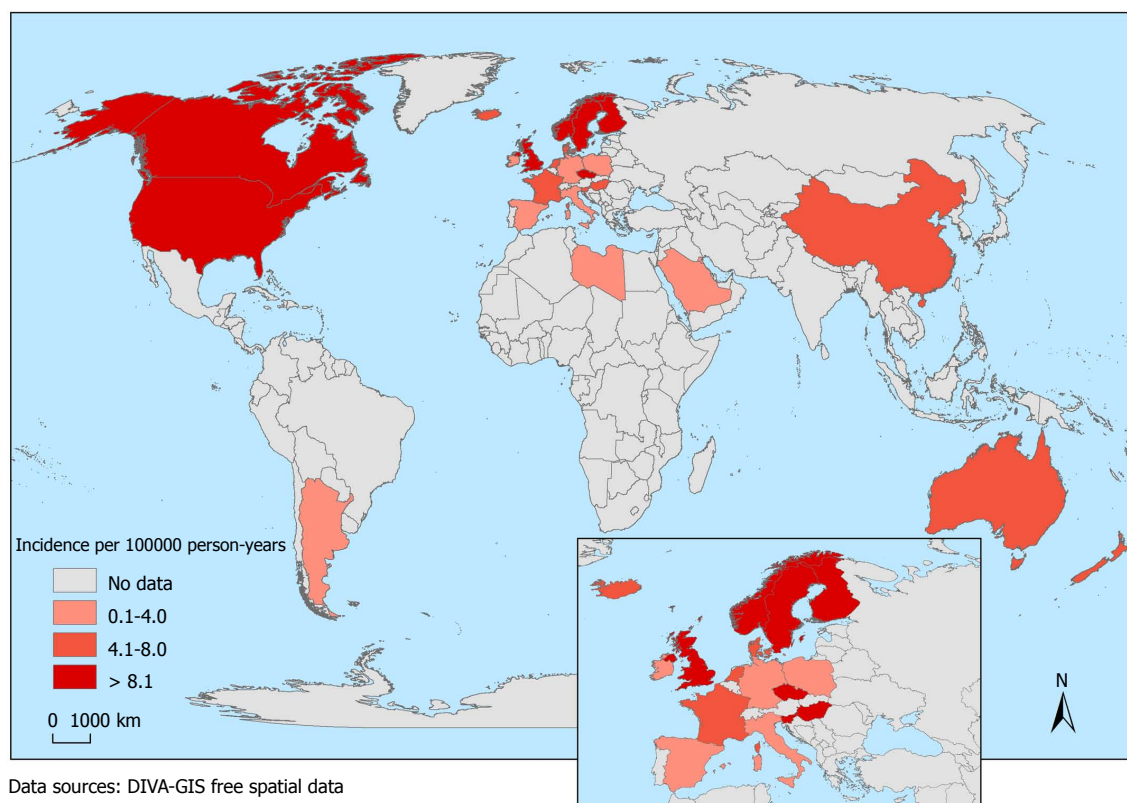 Incidence per 100000 person-years
No data
0.1-4.0
4.1-8.0
> 8.1
0 1000 km
N
Data sources: DIVA-GIS free spatial data